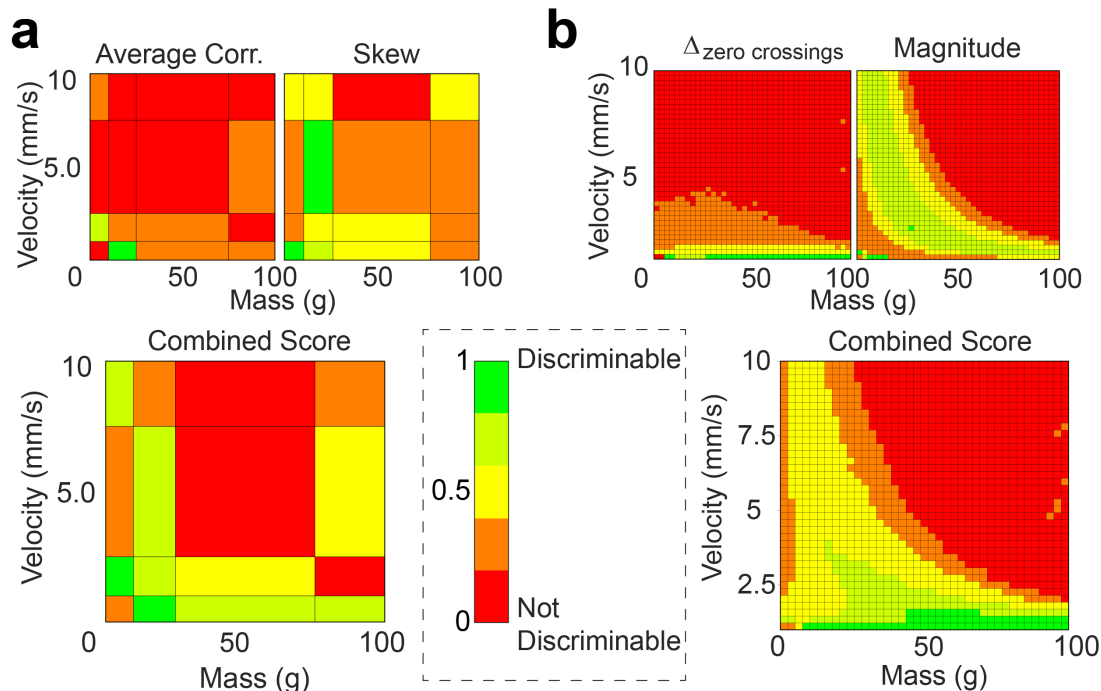 a
Average Corr.
Skew
10
5.0
0
50
100
50
100
Velocity (mm/s)
Mass (g)
b
Δzero crossings
Magnitude
10
5
0
50
100
50
100
Velocity (mm/s)
Mass (g)
Combined Score
10
5.0
0
50
100
Velocity (mm/s)
Mass (g)
1
Discriminable
0.5
0
Not
Discriminable
Combined Score
10
7.5
5
2.5
0
50
100
Velocity (mm/s)
Mass (g)